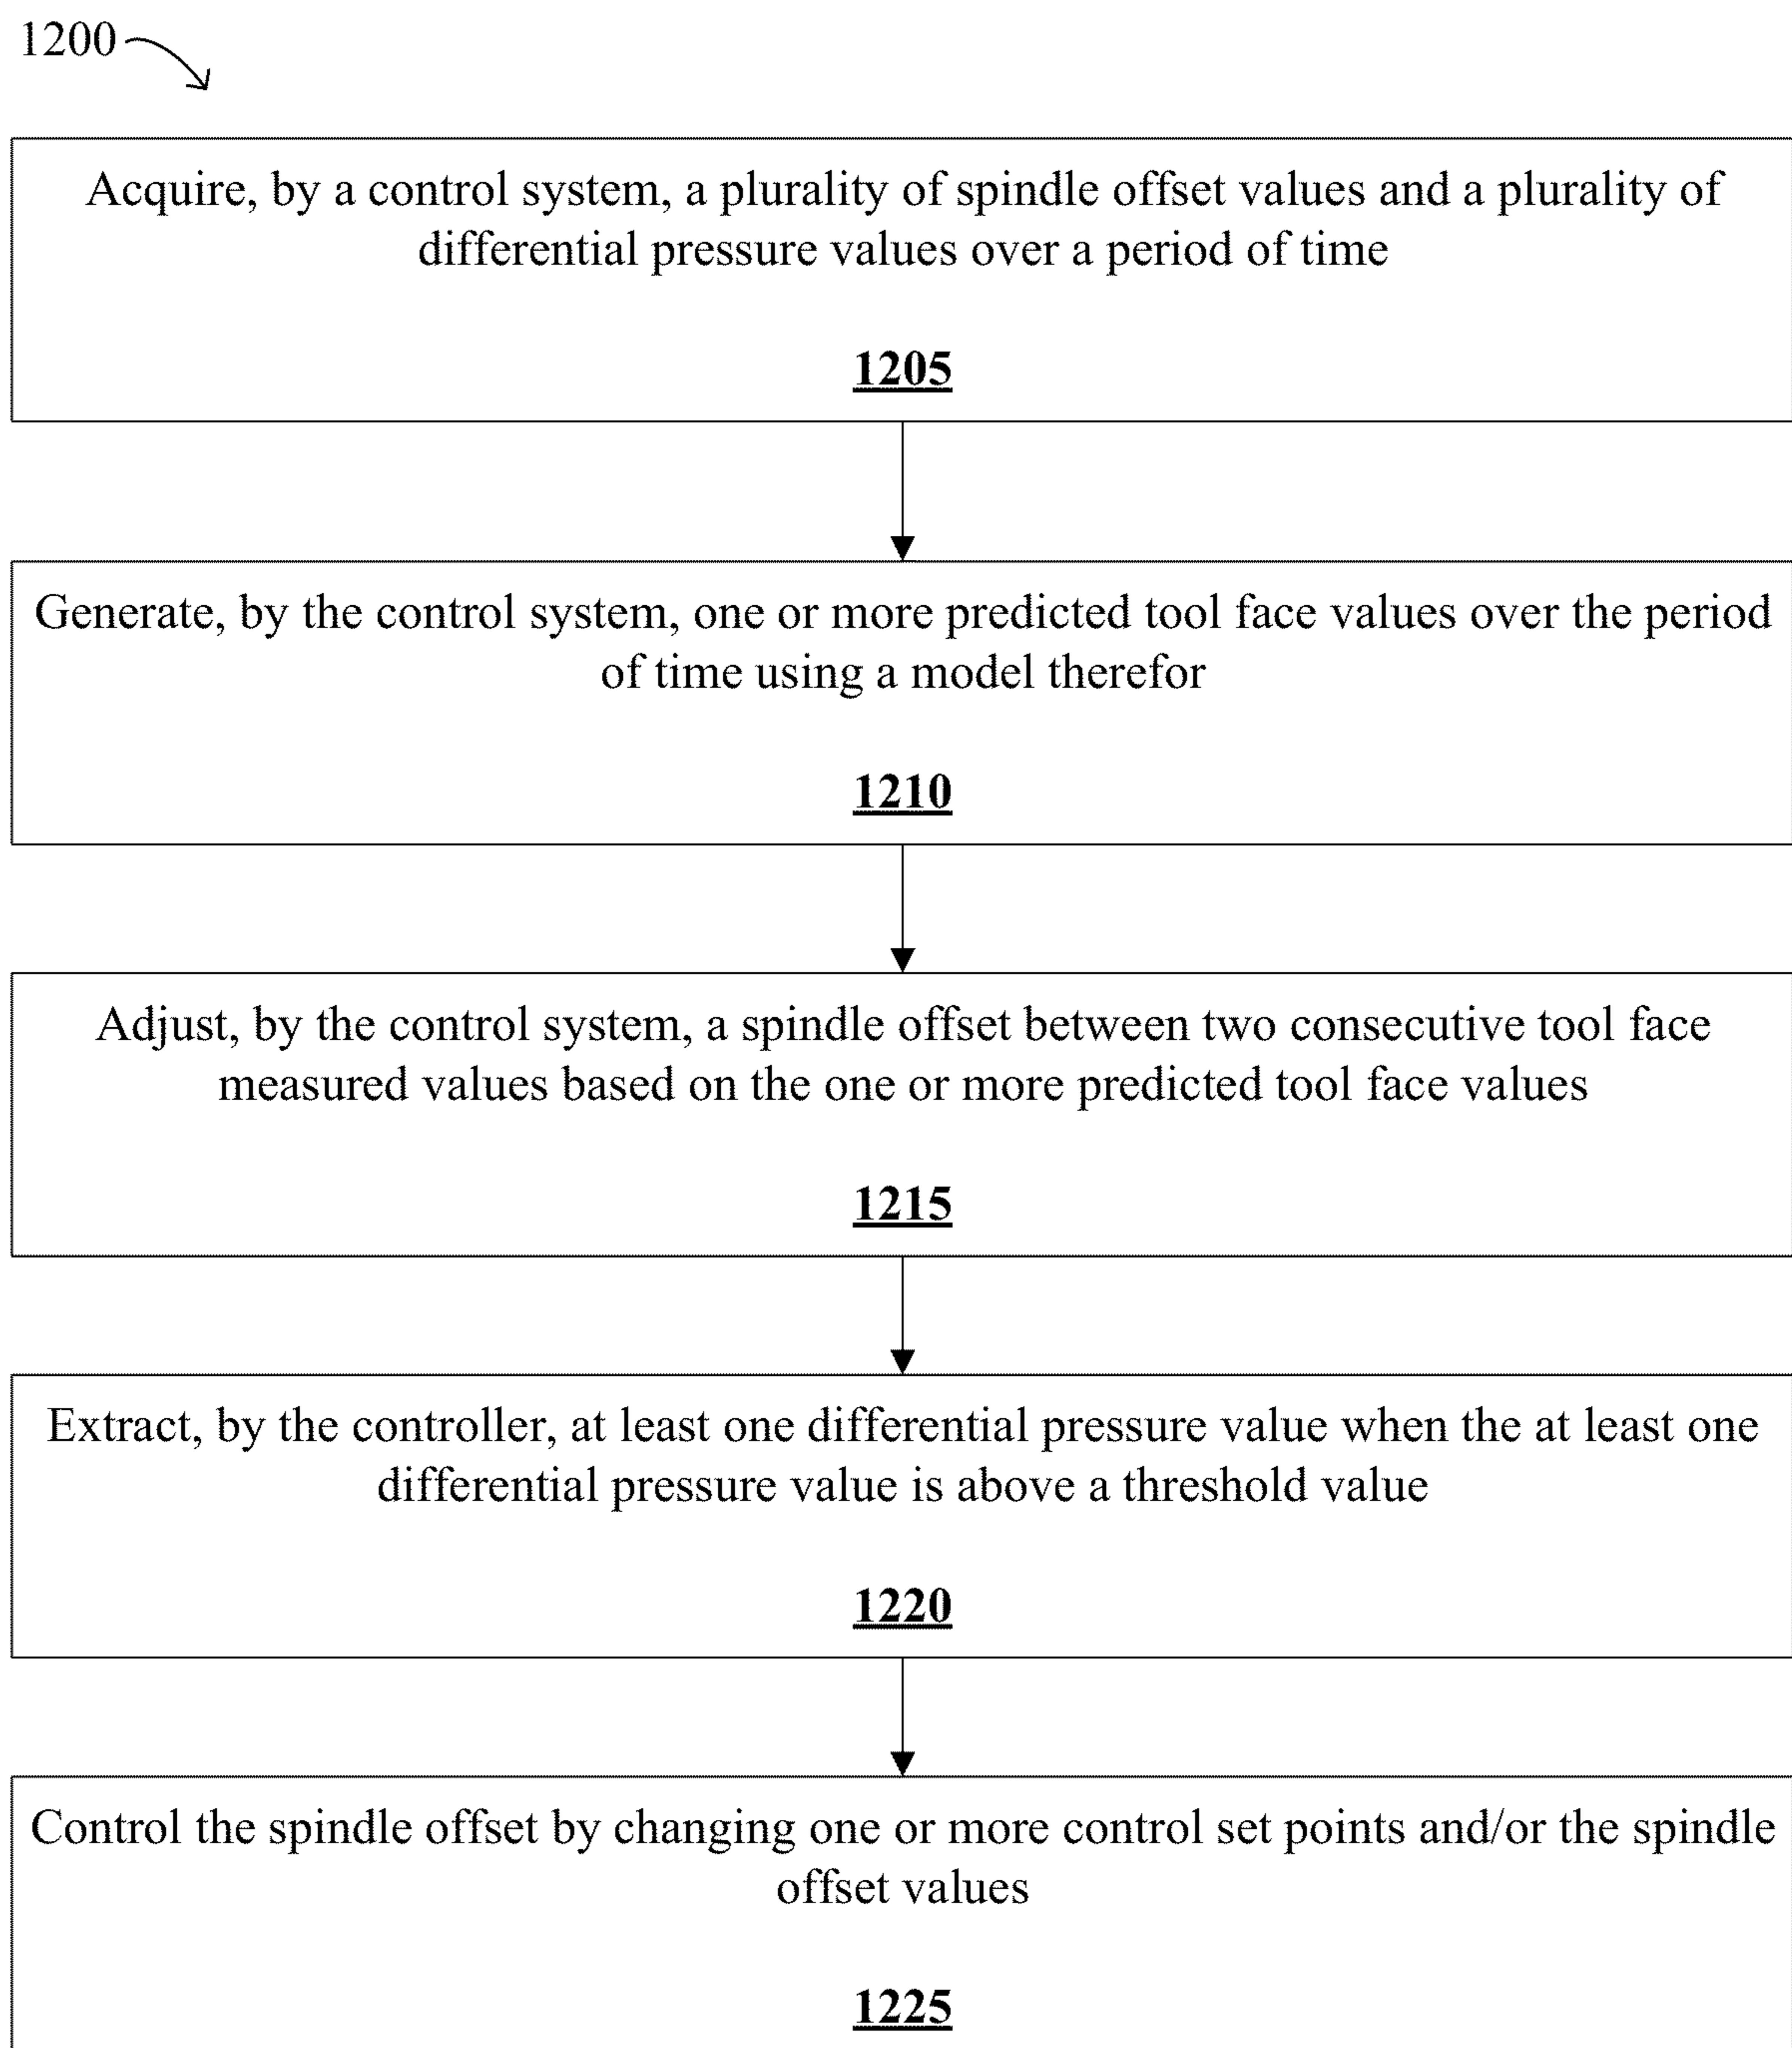 1200
Acquire, by a control system, a plurality of spindle offset values and a plurality of
differential pressure values over a period of time
1205
Generate, by the control system, one or more predicted tool face values over the period
of time using a model therefor
1210
Adjust, by the control system, a spindle offset between two consecutive tool face
measured values based on the one or more predicted tool face values
1215
Extract, by the controller, at least one differential pressure value when the at least one
differential pressure value is above a threshold value
1220
Control the spindle offset by changing one or more control set points and/or the spindle
offset values
1225